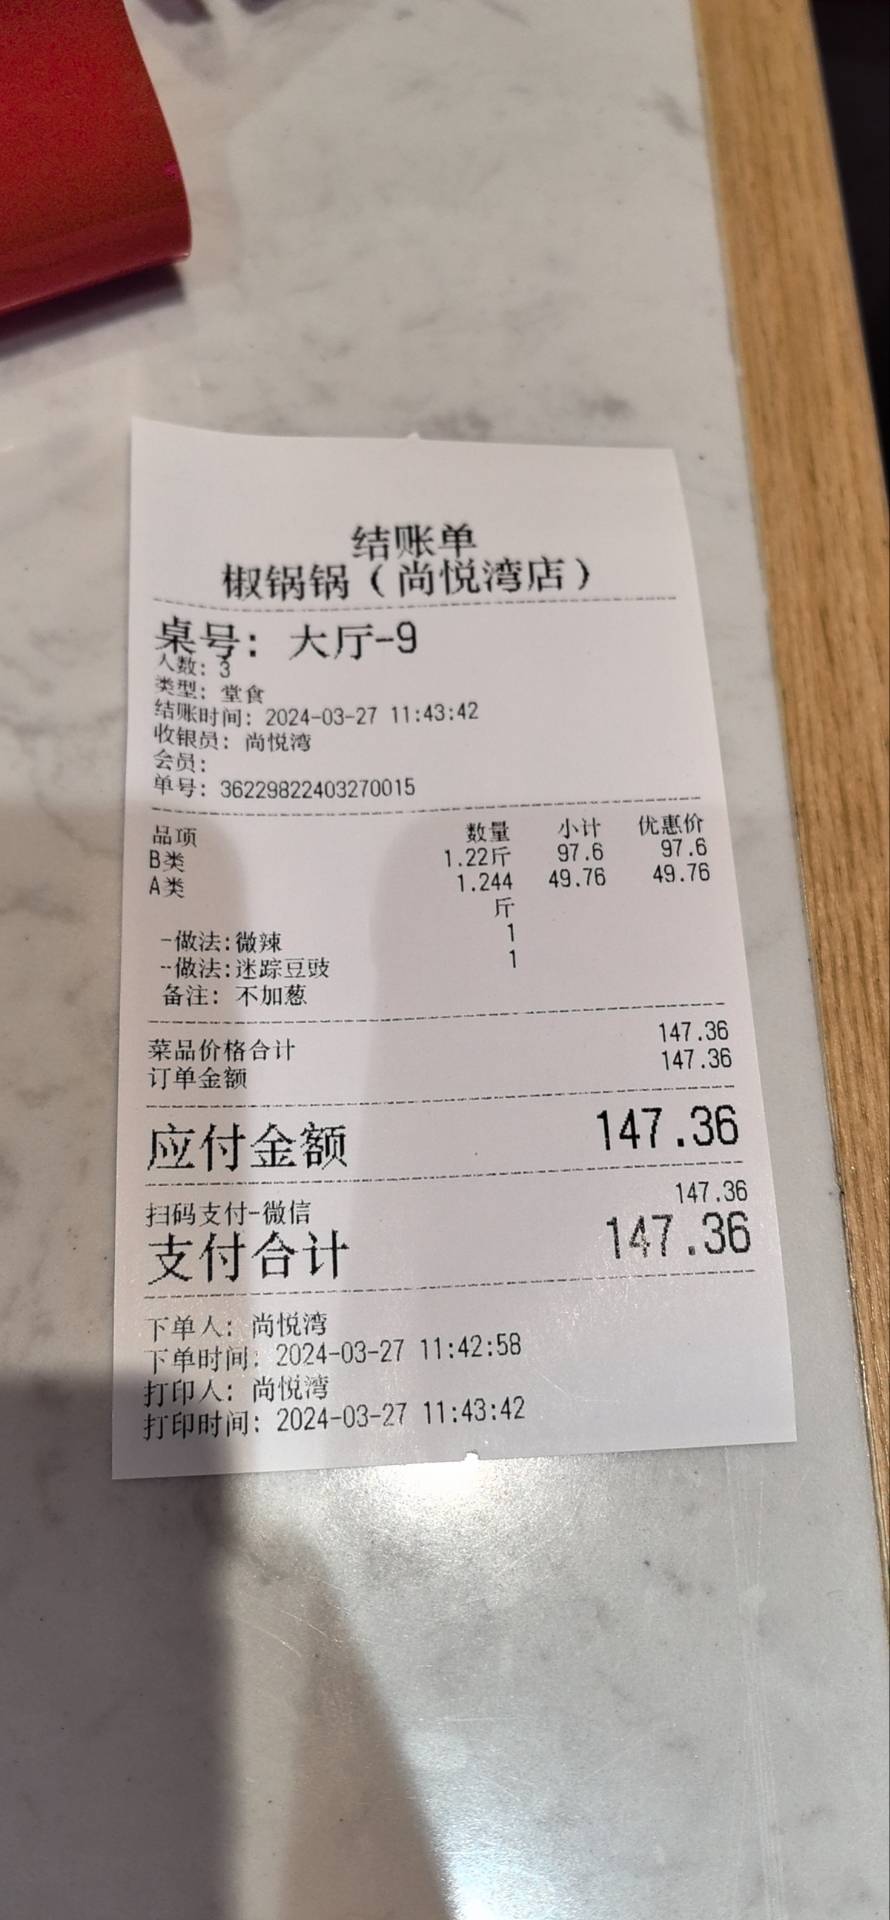 结账单
椒锅锅（尚悦湾店）
桌号: 大厅-9
人数: 3
类型: 堂食
结账时间: 2024-03-27 11:43:42
收银员: 尚悦湾
会员:
单号: 36229822403270015
品项 数量 小计 优惠价
B类 1.22斤 97.6 97.6
A类 1.244 49.76 49.76
斤
-做法:微辣 1
-做法:迷踪豆豉 1
备注: 不加葱
菜品价格合计 147.36
订单金额 147.36
应付金额 147.36
扫码支付-微信 147.36
支付合计 147.36
下单人: 尚悦湾
下单时间: 2024-03-27 11:42:58
打印人: 尚悦湾
打印时间: 2024-03-27 11:43:42